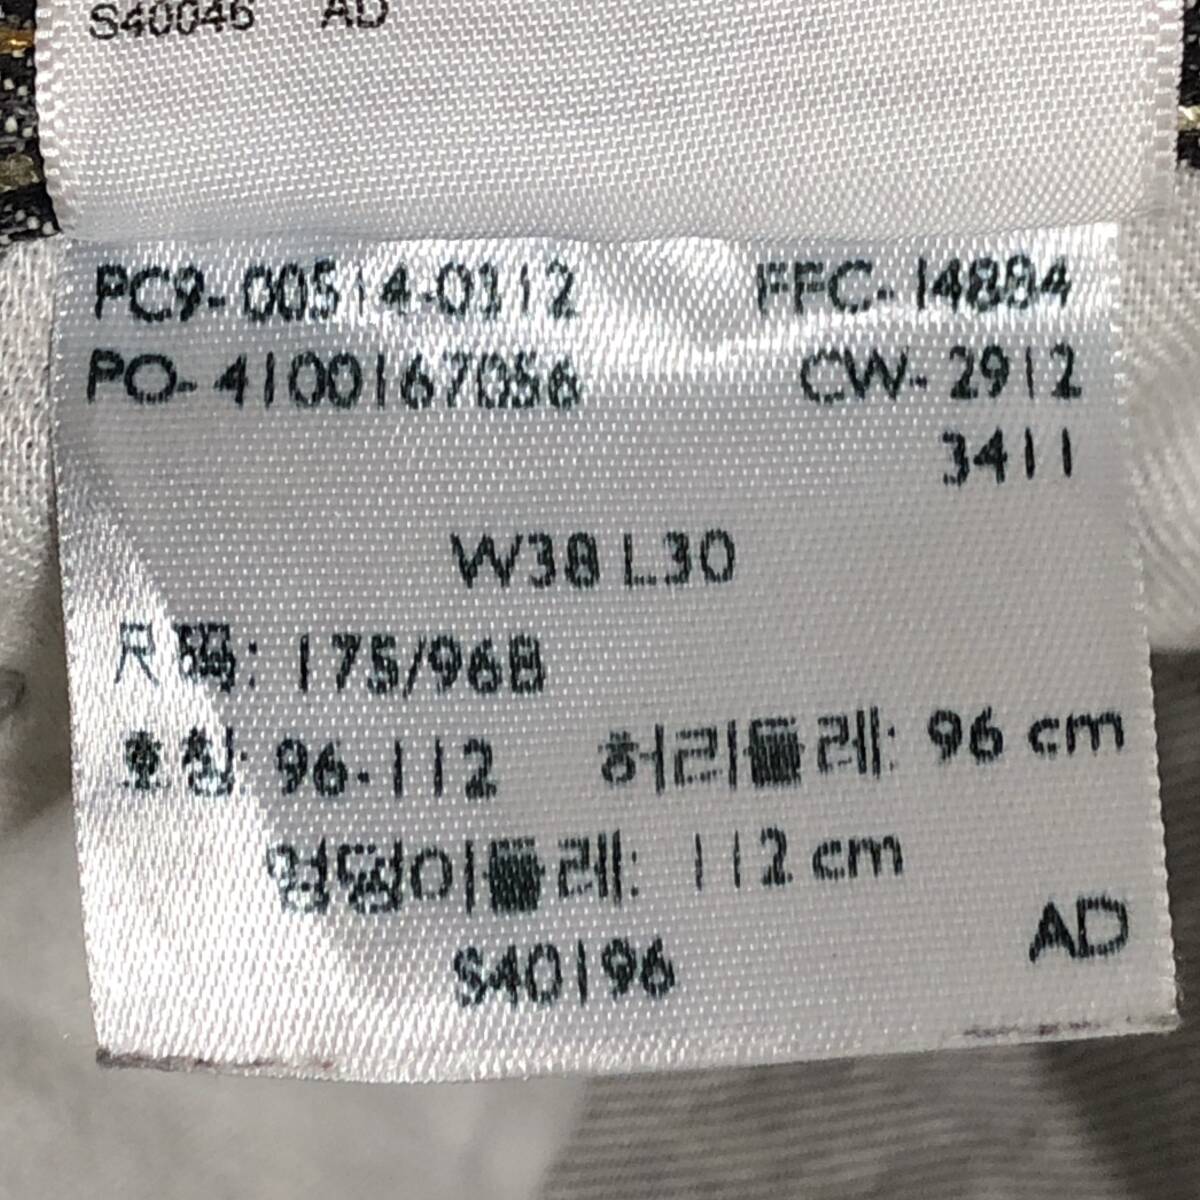 S40046 AD
PC9-00514-0312 FFC-14884
PO-4100167056 CW-2912
3411
W38 L30
尺码: 175/96B
호칭: 96-112 허리둘레: 96 cm
엉덩이둘레: 112 cm
AD
S40196